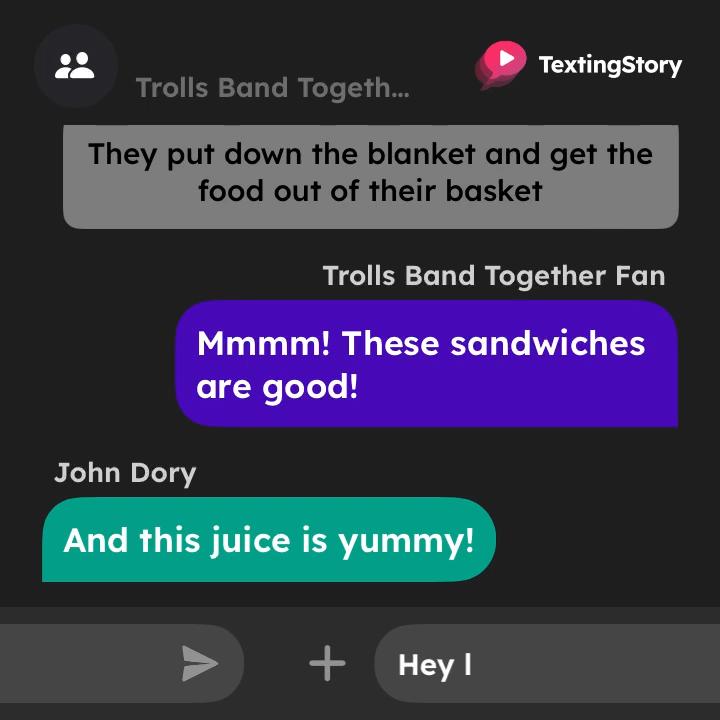 TextingStory
Trolls Band Togeth...
They put down the blanket and get the
food out of their basket
Trolls Band Together Fan
Mmmm! These sandwiches
are good!
John Dory
And this juice is yummy!
Hey l